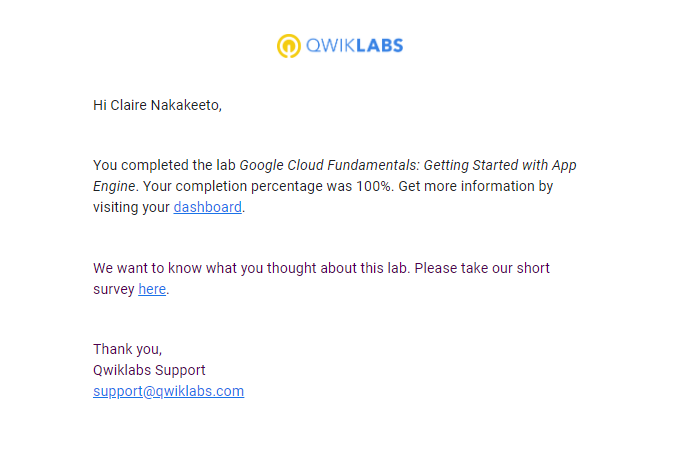 QWIKLABS
Hi Claire Nakakeeto,
You completed the lab Google Cloud Fundamentals: Getting Started with App
Engine. Your completion percentage was 100%. Get more information by
visiting your dashboard.
We want to know what you thought about this lab. Please take our short
survey here.
Thank you,
Qwiklabs Support
support@qwiklabs.com